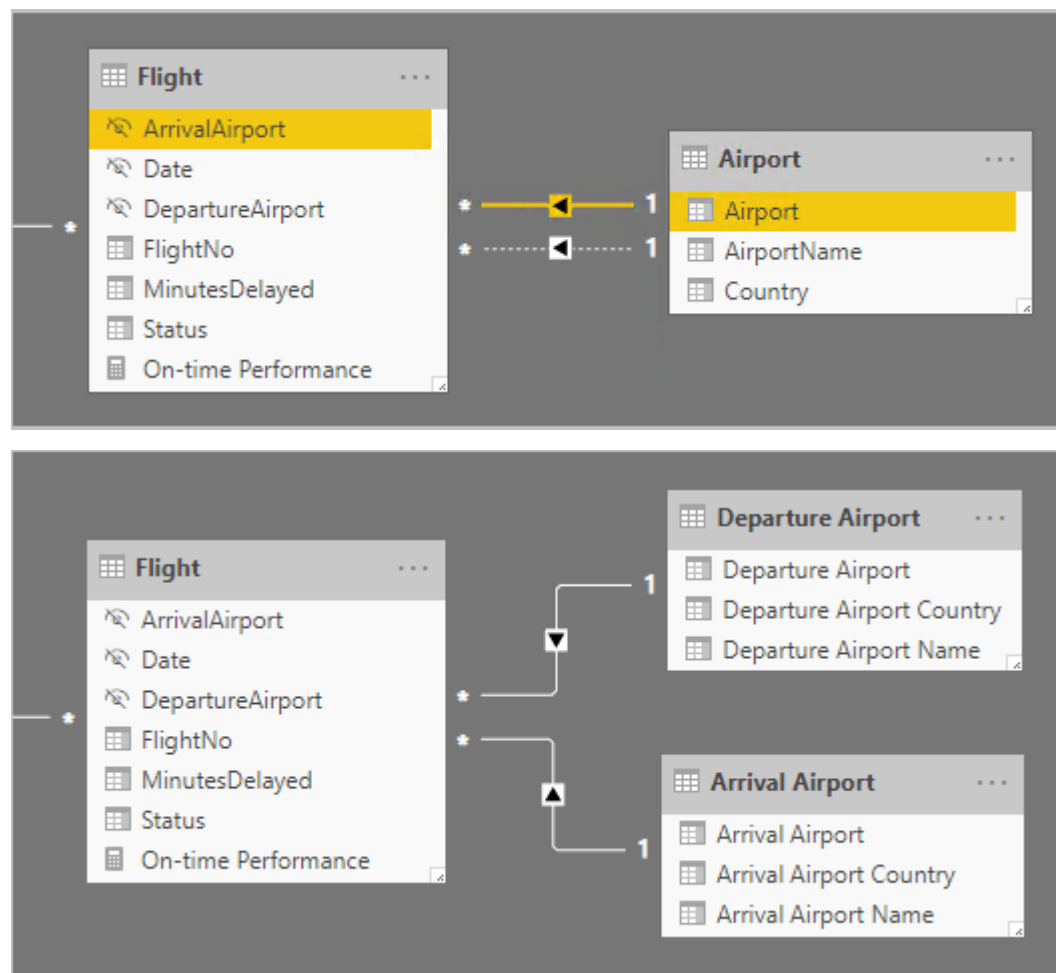 Flight ...
ArrivalAirport
Date
DepartureAirport
FlightNo
MinutesDelayed
Status
On-time Performance
*
* 1
* 1
Airport ...
Airport
AirportName
Country
Flight ...
ArrivalAirport
Date
DepartureAirport
FlightNo
MinutesDelayed
Status
On-time Performance
*
* 1
* 1
Departure Airport ...
Departure Airport
Departure Airport Country
Departure Airport Name
Arrival Airport ...
Arrival Airport
Arrival Airport Country
Arrival Airport Name